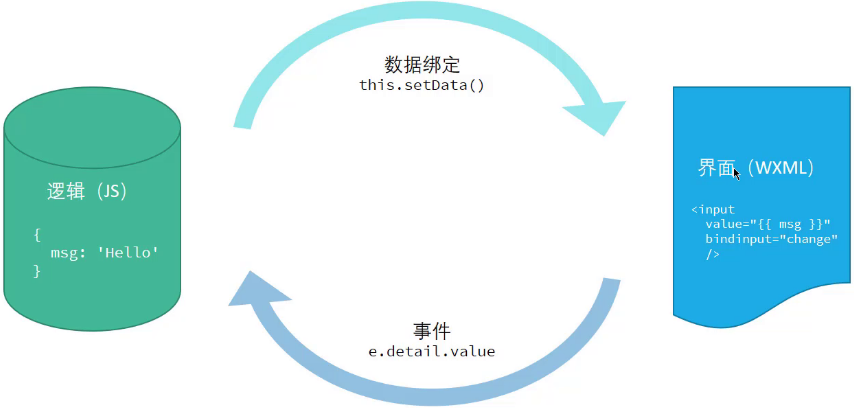 数据绑定
this.setData()
逻辑（JS）
{
msg: 'Hello'
}
界面（WXML）
<input
value="{{ msg }}"
bindinput="change"
/>
事件
e.detail.value